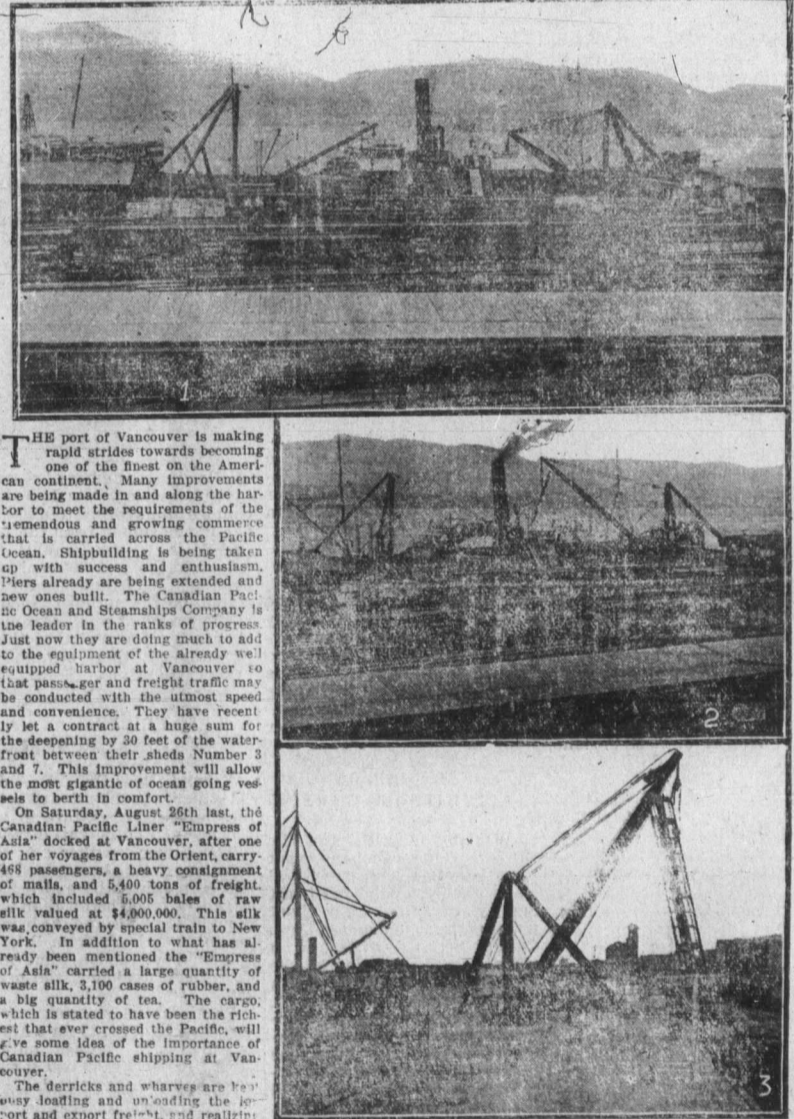 1
THE port of Vancouver is making
rapid strides towards becoming
one of the finest on the Ameri-
can continent. Many improvements
are being made in and along the har-
bor to meet the requirements of the
tremendous and growing commerce
that is carried across the Pacific
Ocean. Shipbuilding is being taken
up with success and enthusiasm.
Piers already are being extended and
new ones built. The Canadian Paci-
fic Ocean and Steamships Company is
the leader in the ranks of progress.
Just now they are doing much to add
to the equipment of the already well
equipped harbor at Vancouver so
that passenger and freight traffic may
be conducted with the utmost speed
and convenience. They have recent
ly let a contract at a huge sum for
the deepening by 30 feet of the water-
front between their sheds Number 3
and 7. This improvement will allow
the most gigantic of ocean going ves-
sels to berth in comfort.
On Saturday, August 26th last, the
Canadian Pacific Liner "Empress of
Asia" docked at Vancouver, after one
of her voyages from the Orient, carry-
468 passengers, a heavy consignment
of mails, and 5,400 tons of freight.
which included 5,005 bales of raw
silk valued at $4,000,000. This silk
was conveyed by special train to New
York. In addition to what has al-
ready been mentioned the "Empress
of Asia" carried a large quantity of
waste silk, 3,100 cases of rubber, and
a big quantity of tea. The cargo,
which is stated to have been the rich-
est that ever crossed the Pacific, will
give some idea of the importance of
Canadian Pacific shipping at Van-
couver.
The derricks and wharves are
busy loading and unloading the
port and export freight, and
2
3